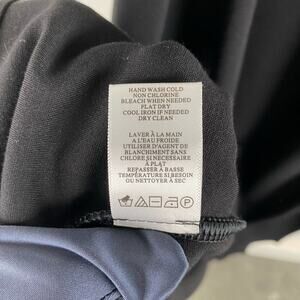 HAND WASH COLD
NON CHLORINE
BLEACH WHEN NEEDED
FLAT DRY
COOL IRON IF NEEDED
DRY CLEAN
LAVER À LA MAIN
A L'EAU FROIDE
UTILISER D'AGENT DE
BLANCHIMENT SANS
CHLORE SI NECESSAIRE
À PLAT
REPASSER À BASSE
TEMPÉRATURE SI BESOIN
OU NETTOYER À SEC
P